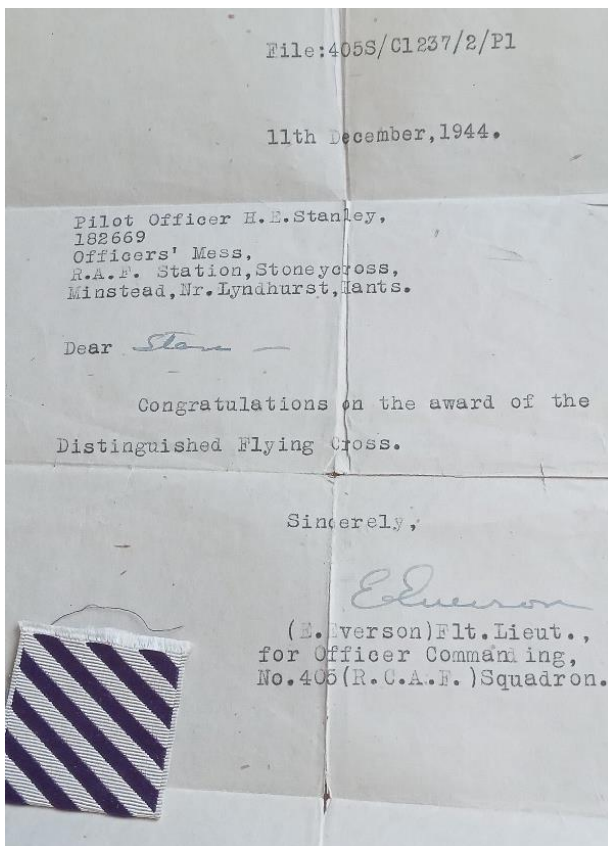 File:405S/C1237/2/P1
11th December,1944.
Pilot Officer H.E.Stanley,
182669
Officers' Mess,
R.A.F. Station,Stoneycross,
Minstead,Nr.Lyndhurst,Hants.
Dear Stan —
Congratulations on the award of the
Distinguished Flying Cross.
Sincerely,
E Everson
(E.Everson)Flt.Lieut.,
for Officer Commanding,
No.405(R.C.A.F.)Squadron.